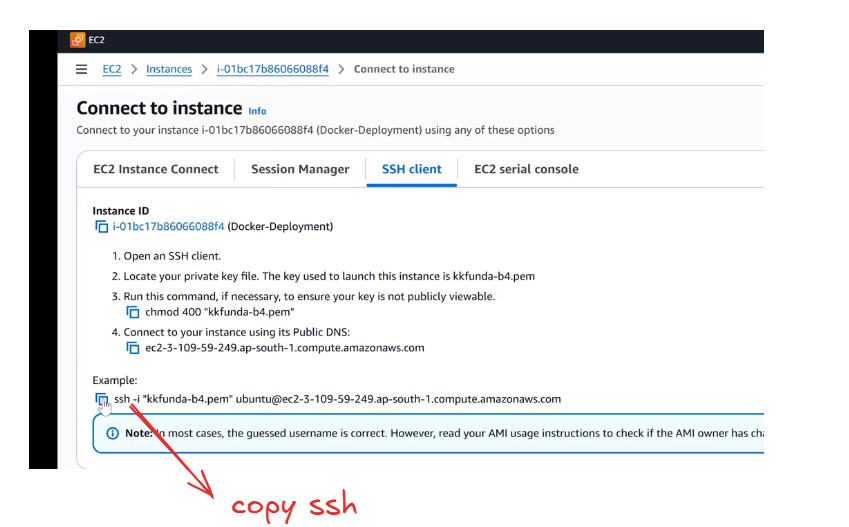 EC2
EC2 > Instances > i-01bc17b86066088f4 > Connect to instance
Connect to instance Info
Connect to your instance i-01bc17b86066088f4 (Docker-Deployment) using any of these options
EC2 Instance Connect Session Manager SSH client EC2 serial console
Instance ID
i-01bc17b86066088f4 (Docker-Deployment)
1. Open an SSH client.
2. Locate your private key file. The key used to launch this instance is kkfunda-b4.pem
3. Run this command, if necessary, to ensure your key is not publicly viewable.
chmod 400 "kkfunda-b4.pem"
4. Connect to your instance using its Public DNS:
ec2-3-109-59-249.ap-south-1.compute.amazonaws.com
Example:
ssh -i "kkfunda-b4.pem" ubuntu@ec2-3-109-59-249.ap-south-1.compute.amazonaws.com
Note: In most cases, the guessed username is correct. However, read your AMI usage instructions to check if the AMI owner has
copy ssh